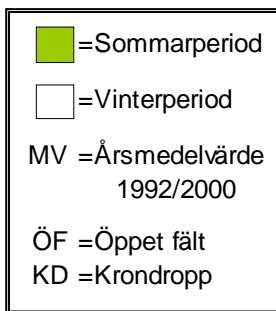 =Sommarperiod
=Vinterperiod
MV =Årsmedelvärde
1992/2000
ÖF =Öppet fält
KD =Krondropp